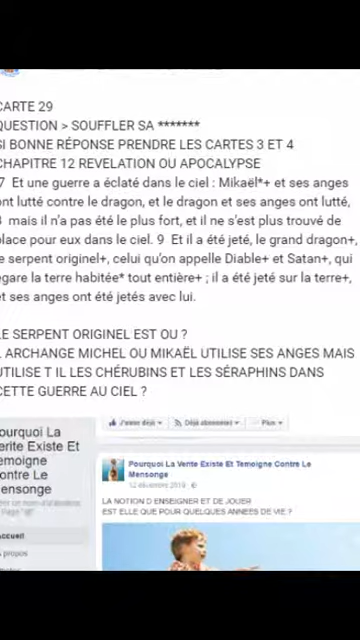 CARTE 29
QUESTION > SOUFFLER SA *******
SI BONNE RÉPONSE PRENDRE LES CARTES 3 ET 4
CHAPITRE 12 REVELATION OU APOCALYPSE
7 Et une guerre a éclaté dans le ciel : Mikaël*+ et ses anges
ont lutté contre le dragon, et le dragon et ses anges ont lutté,
8 mais il n'a pas été le plus fort, et il ne s'est plus trouvé de
place pour eux dans le ciel. 9 Et il a été jeté, le grand dragon+,
le serpent originel+, celui qu'on appelle Diable+ et Satan+, qui
égare la terre habitée* tout entière+ ; il a été jeté sur la terre+,
et ses anges ont été jetés avec lui.
LE SERPENT ORIGINEL EST OU ?
L ARCHANGE MICHEL OU MIKAËL UTILISE SES ANGES MAIS
UTILISE T IL LES CHÉRUBINS ET LES SÉRAPHINS DANS
CETTE GUERRE AU CIEL ?
Pourquoi La
Verite Existe Et
Temoigne
Contre Le
Mensonge
Accueil
À propos
J'aime déjà
Déjà abonné(e)
Plus
Pourquoi La Verite Existe Et Temoigne Contre Le
Mensonge
12 décembre 2019
LA NOTION D ENSEIGNER ET DE JOUER
EST ELLE QUE POUR QUELQUES ANNEES DE VIE ?